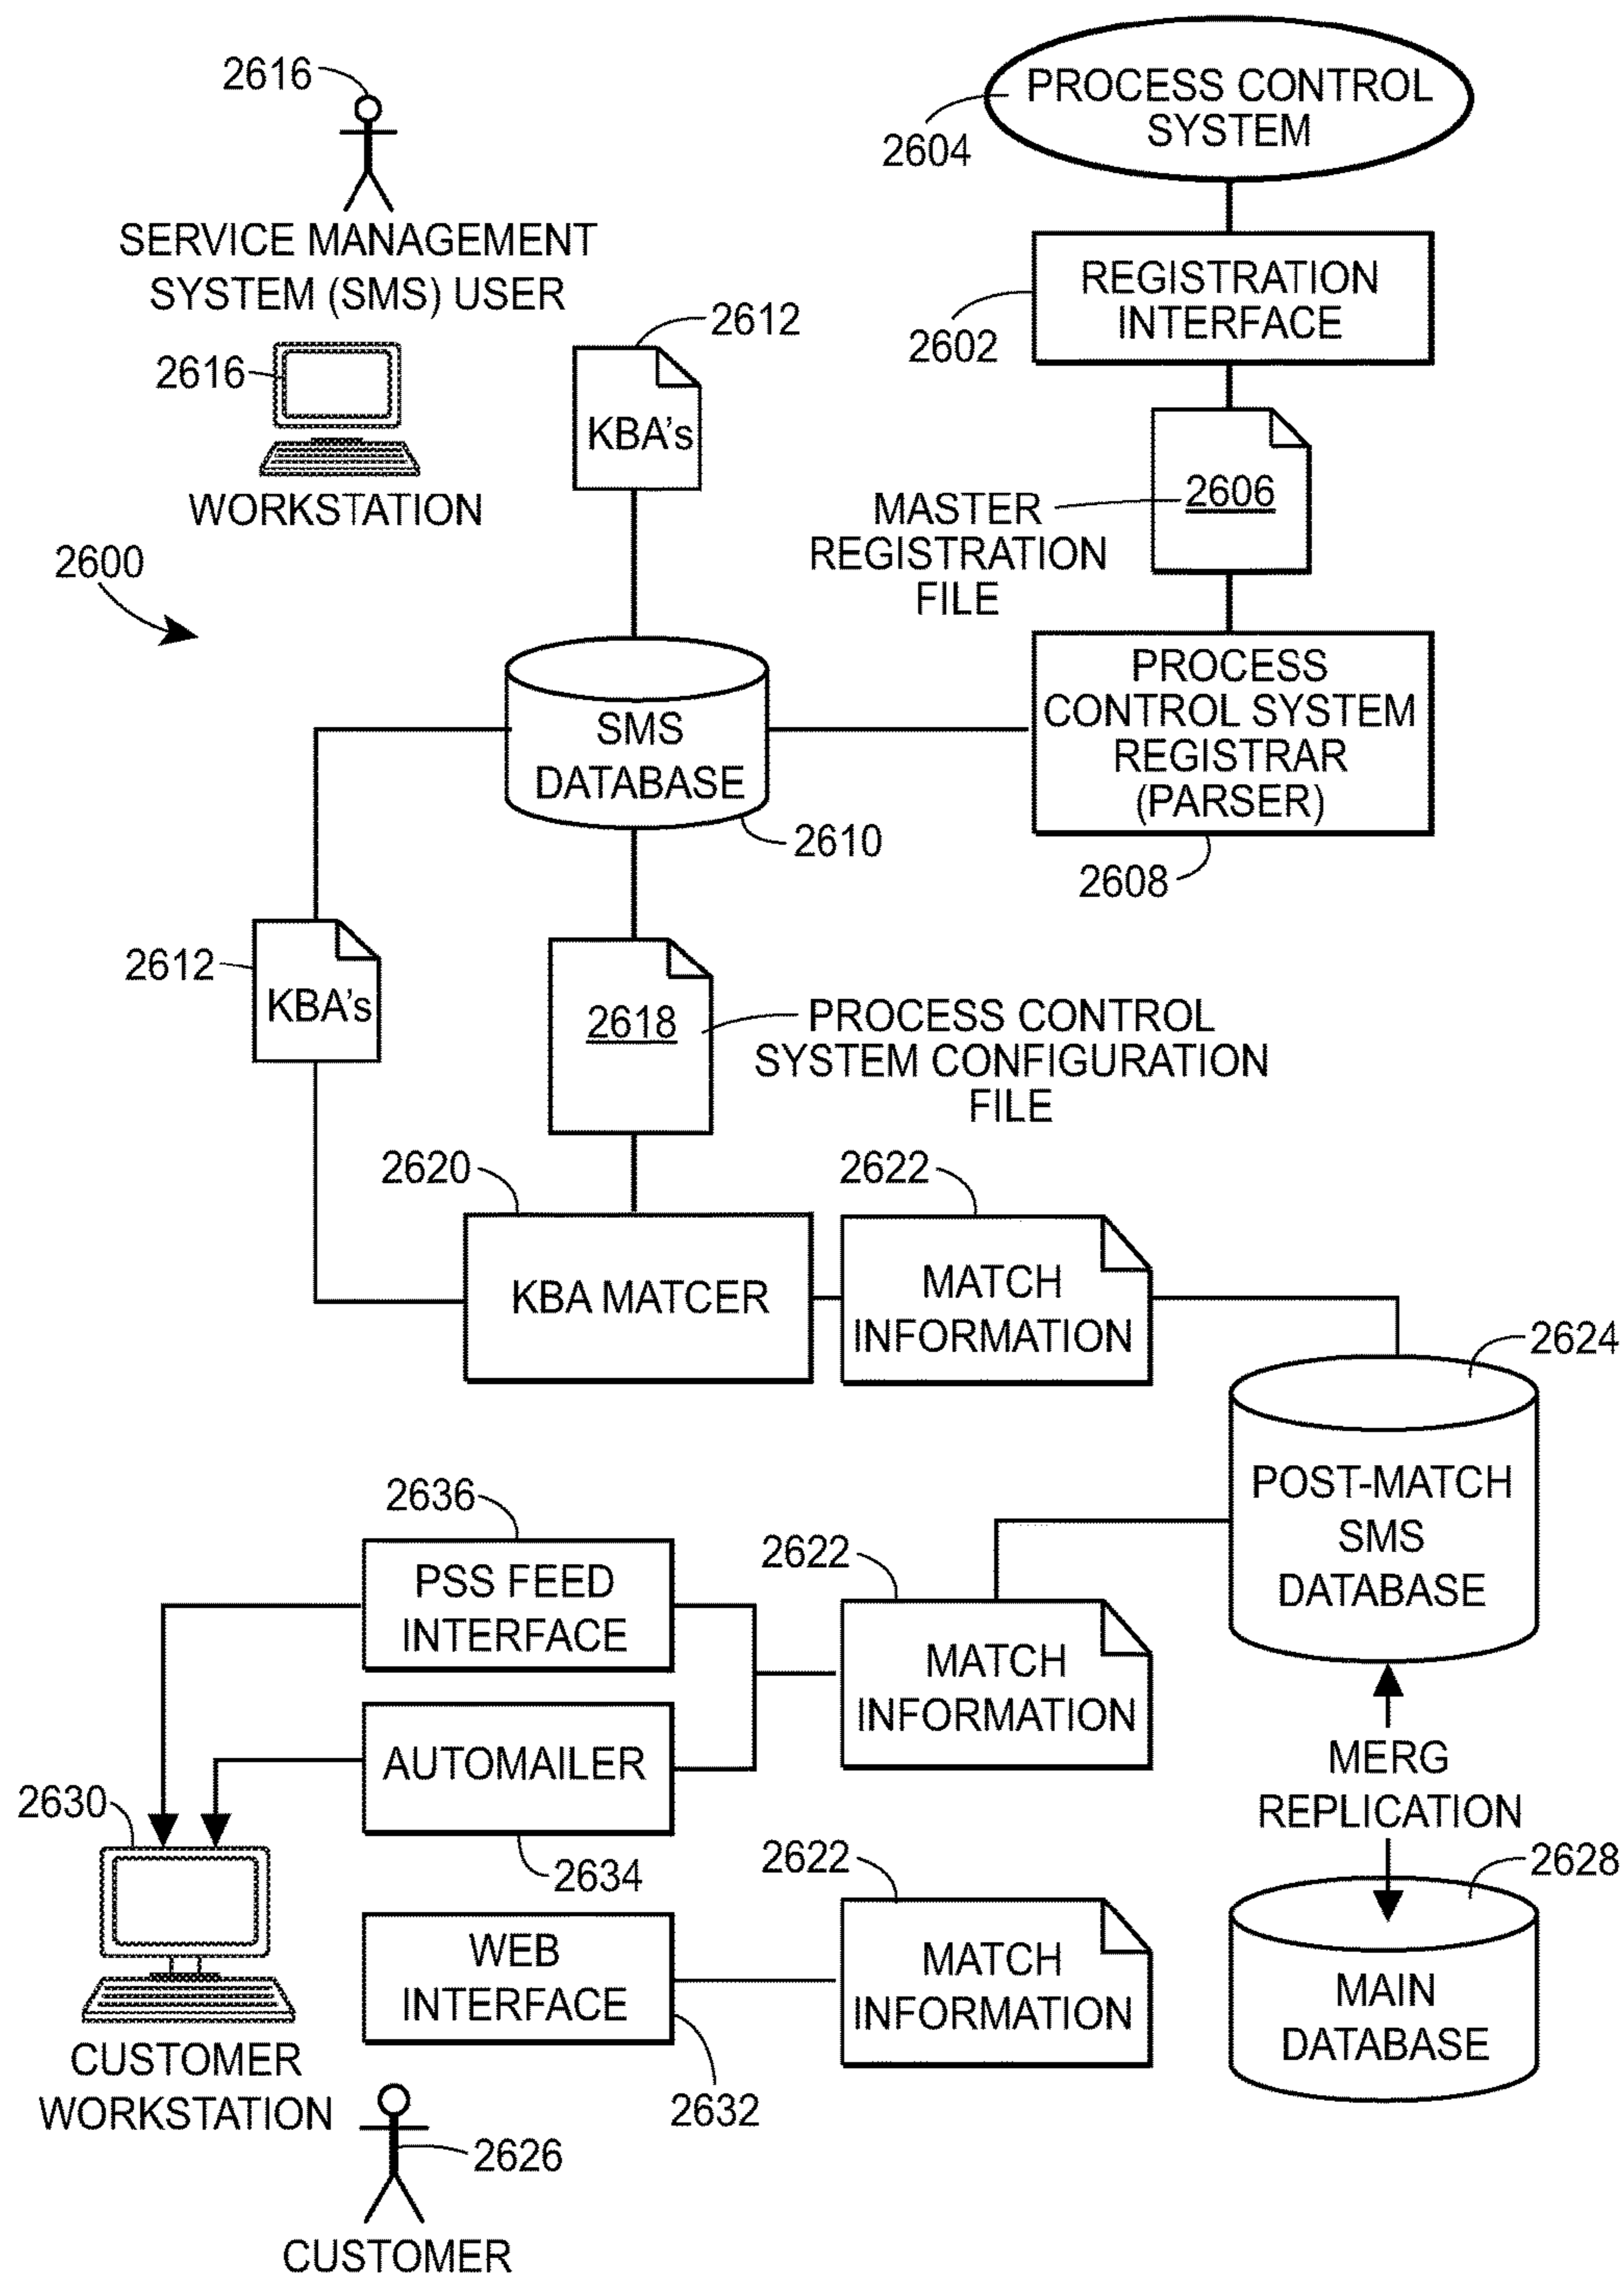 2616
SERVICE MANAGEMENT
SYSTEM (SMS) USER
2616
WORKSTATION
2600
PROCESS CONTROL
SYSTEM
2604
REGISTRATION
INTERFACE
2602
2612
KBA's
2606
MASTER
REGISTRATION
FILE
SMS
DATABASE
2610
PROCESS
CONTROL SYSTEM
REGISTRAR
(PARSER)
2608
2612
KBA's
2618
PROCESS CONTROL
SYSTEM CONFIGURATION
FILE
2620
KBA MATCER
2622
MATCH
INFORMATION
2624
POST-MATCH
SMS
DATABASE
2636
PSS FEED
INTERFACE
2622
MATCH
INFORMATION
AUTOMAILER
2634
MERG
REPLICATION
2630
CUSTOMER
WORKSTATION
WEB
INTERFACE
2632
2622
MATCH
INFORMATION
2628
MAIN
DATABASE
2626
CUSTOMER